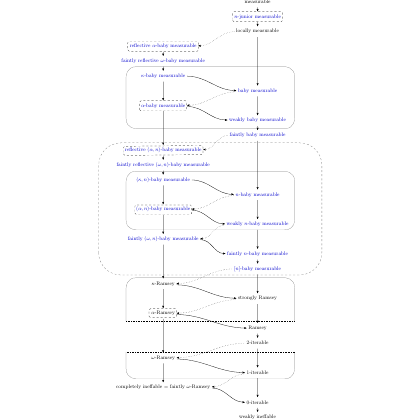 measurable
n-junior measurable
locally measurable
reflective α-baby measurable
faintly reflective ω-baby measurable
κ-baby measurable
baby measurable
α-baby measurable
weakly baby measurable
faintly baby measurable
reflective (α, n)-baby measurable
faintly reflective (ω, n)-baby measurable
(κ, n)-baby measurable
n-baby measurable
(α, n)-baby measurable
weakly n-baby measurable
faintly (ω, n)-baby measurable
faintly n-baby measurable
[n]-baby measurable
κ-Ramsey
strongly Ramsey
α-Ramsey
Ramsey
2-iterable
ω-Ramsey
1-iterable
completely ineffable = faintly ω-Ramsey
0-iterable
weakly ineffable